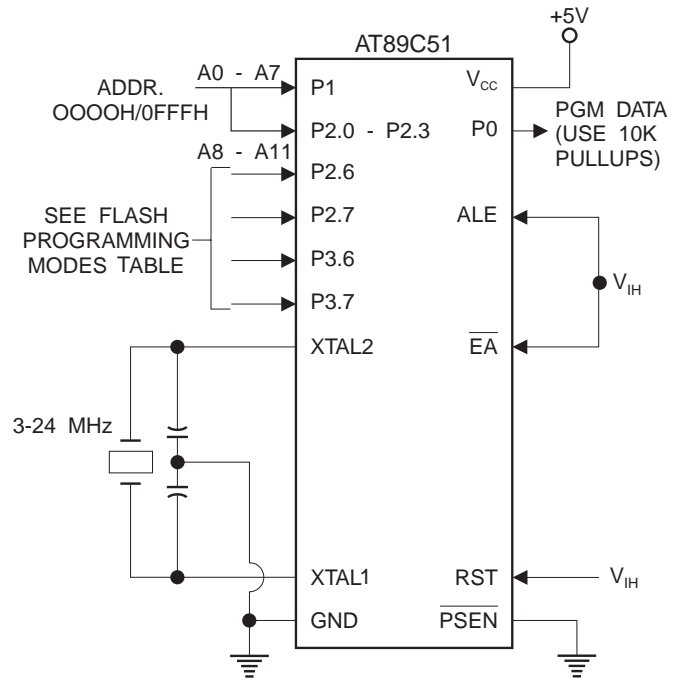 +5V
AT89C51
A0 - A7
ADDR.
OOOOH/0FFFH
P1
VCC
P2.0 - P2.3
P0
PGM DATA
(USE 10K
PULLUPS)
A8 - A11
P2.6
SEE FLASH
PROGRAMMING
MODES TABLE
P2.7
ALE
P3.6
VIH
P3.7
XTAL2
EA
3-24 MHz
XTAL1
RST
VIH
GND
PSEN